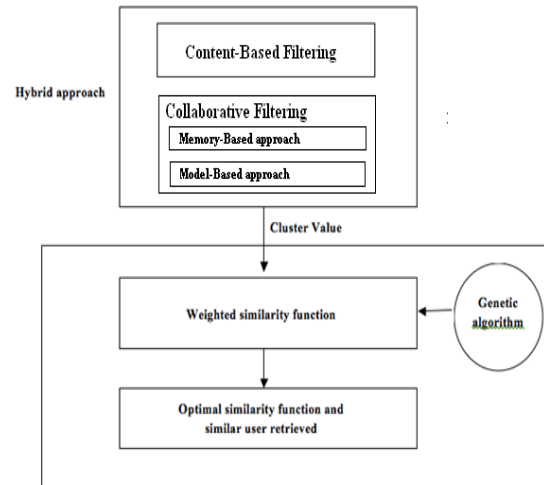 Content-Based Filtering
Hybrid approach
Collaborative Filtering
Memory-Based approach
Model-Based approach
:
Cluster Value
Weighted similarity function
Genetic
algorithm
Optimal similarity function and
similar user retrieved